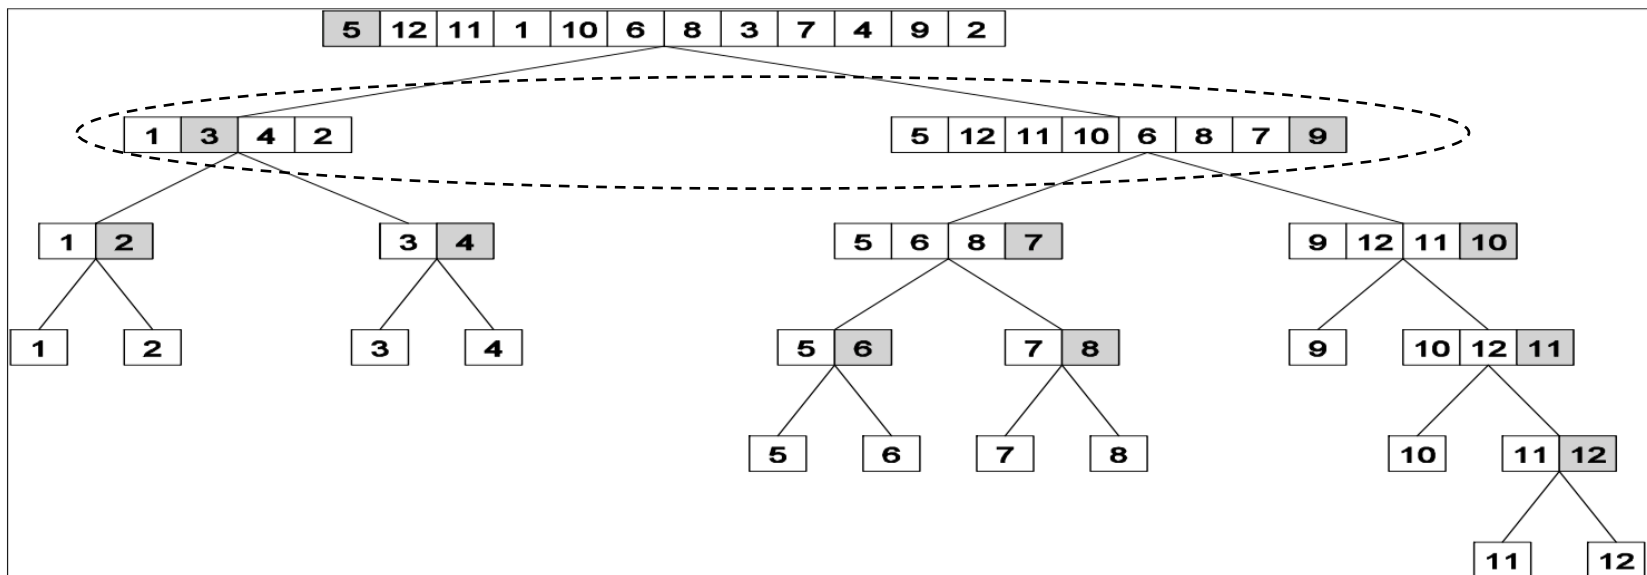 5 12 11 1 10 6 8 3 7 4 9 2
1 3 4 2 5 12 11 10 6 8 7 9
1 2 3 4 5 6 8 7 9 12 11 10
1 2 3 4 5 6 7 8 9 10 12 11
5 6 7 8 10 11 12
11 12